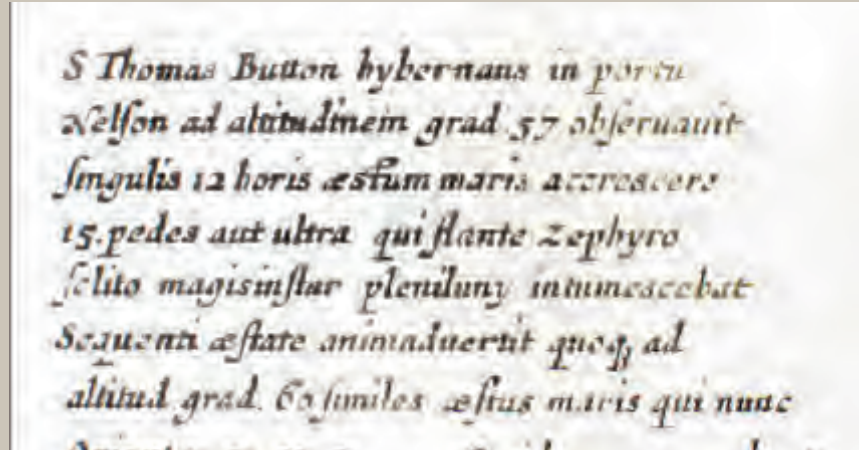 S Thomas Button hybernans in portu
Nelſon ad altitudinem grad 57 obſeruauit
ſingulis 12 horis æstum maris accrescere
15. pedes aut ultra qui flante Zephyro
ſolito magis inſtar plenilunij intumescebat
Sequenti æſtate animaduertit quoq, ad
altitud grad. 60 ſimiles æſtus maris qui nunc